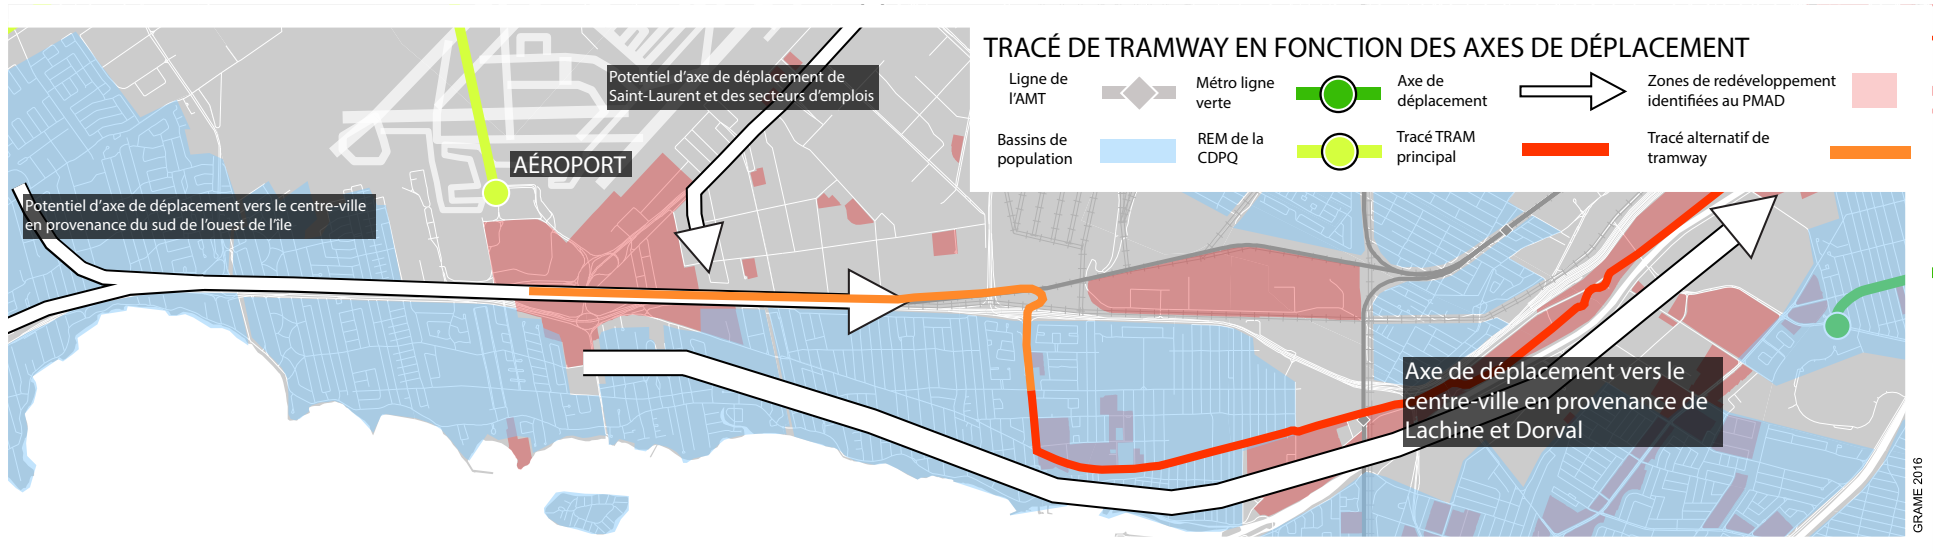 TRACÉ DE TRAMWAY EN FONCTION DES AXES DE DÉPLACEMENT
Ligne de
l'AMT
Métro ligne
verte
Axe de
déplacement
Zones de redéveloppement
identifiées au PMAD
Bassins de
population
REM de la
CDPQ
Tracé TRAM
principal
Tracé alternatif de
tramway
Potentiel d'axe de déplacement de
Saint-Laurent et des secteurs d'emplois
AÉROPORT
Potentiel d'axe de déplacement vers le centre-ville
en provenance du sud de l'ouest de l'île
Axe de déplacement vers le
centre-ville en provenance de
Lachine et Dorval
GRAME 2016